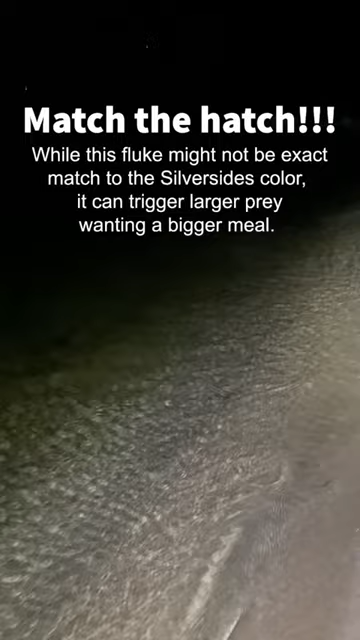 Match the hatch!!!
While this fluke might not be exact
match to the Silversides color,
it can trigger larger prey
wanting a bigger meal.